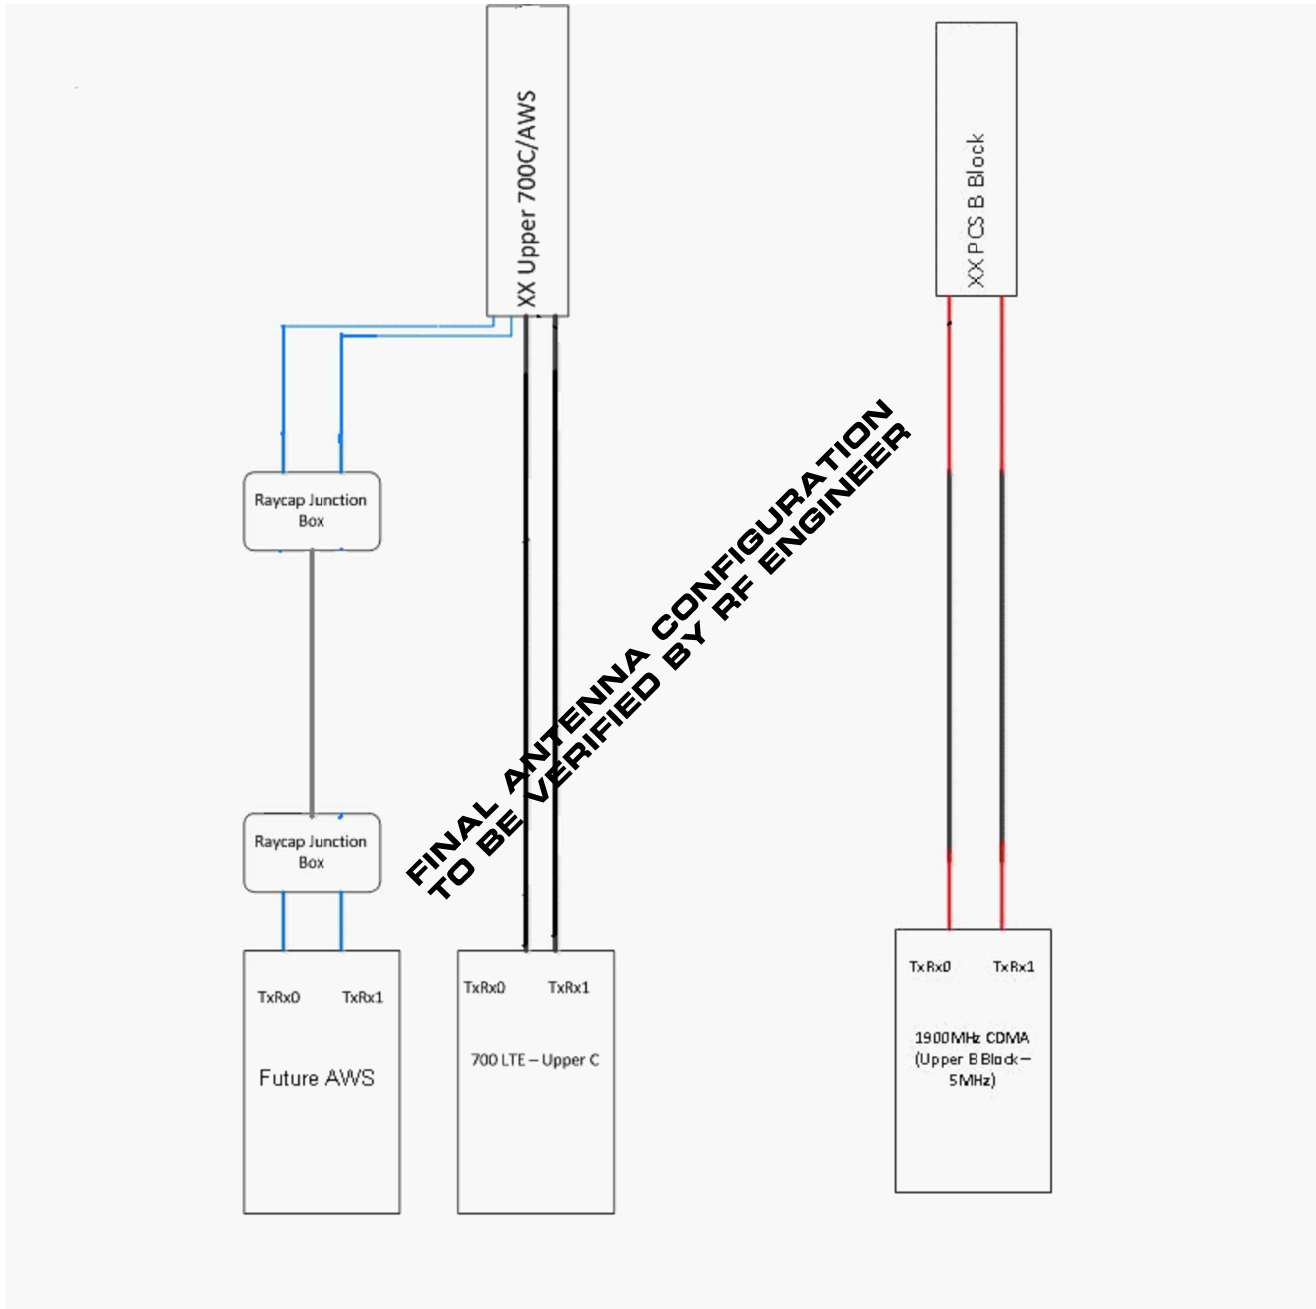 XX Upper 700C/AWS
XX PCS B Block
Raycap Junction
Box
FINAL ANTENNA CONFIGURATION
TO BE VERIFIED BY RF ENGINEER
Raycap Junction
Box
TxRx0 TxRx1
Future AWS
TxRx0 TxRx1
700 LTE – Upper C
TxRx0 TxRx1
1900MHz CDMA
(Upper B Block –
5MHz)